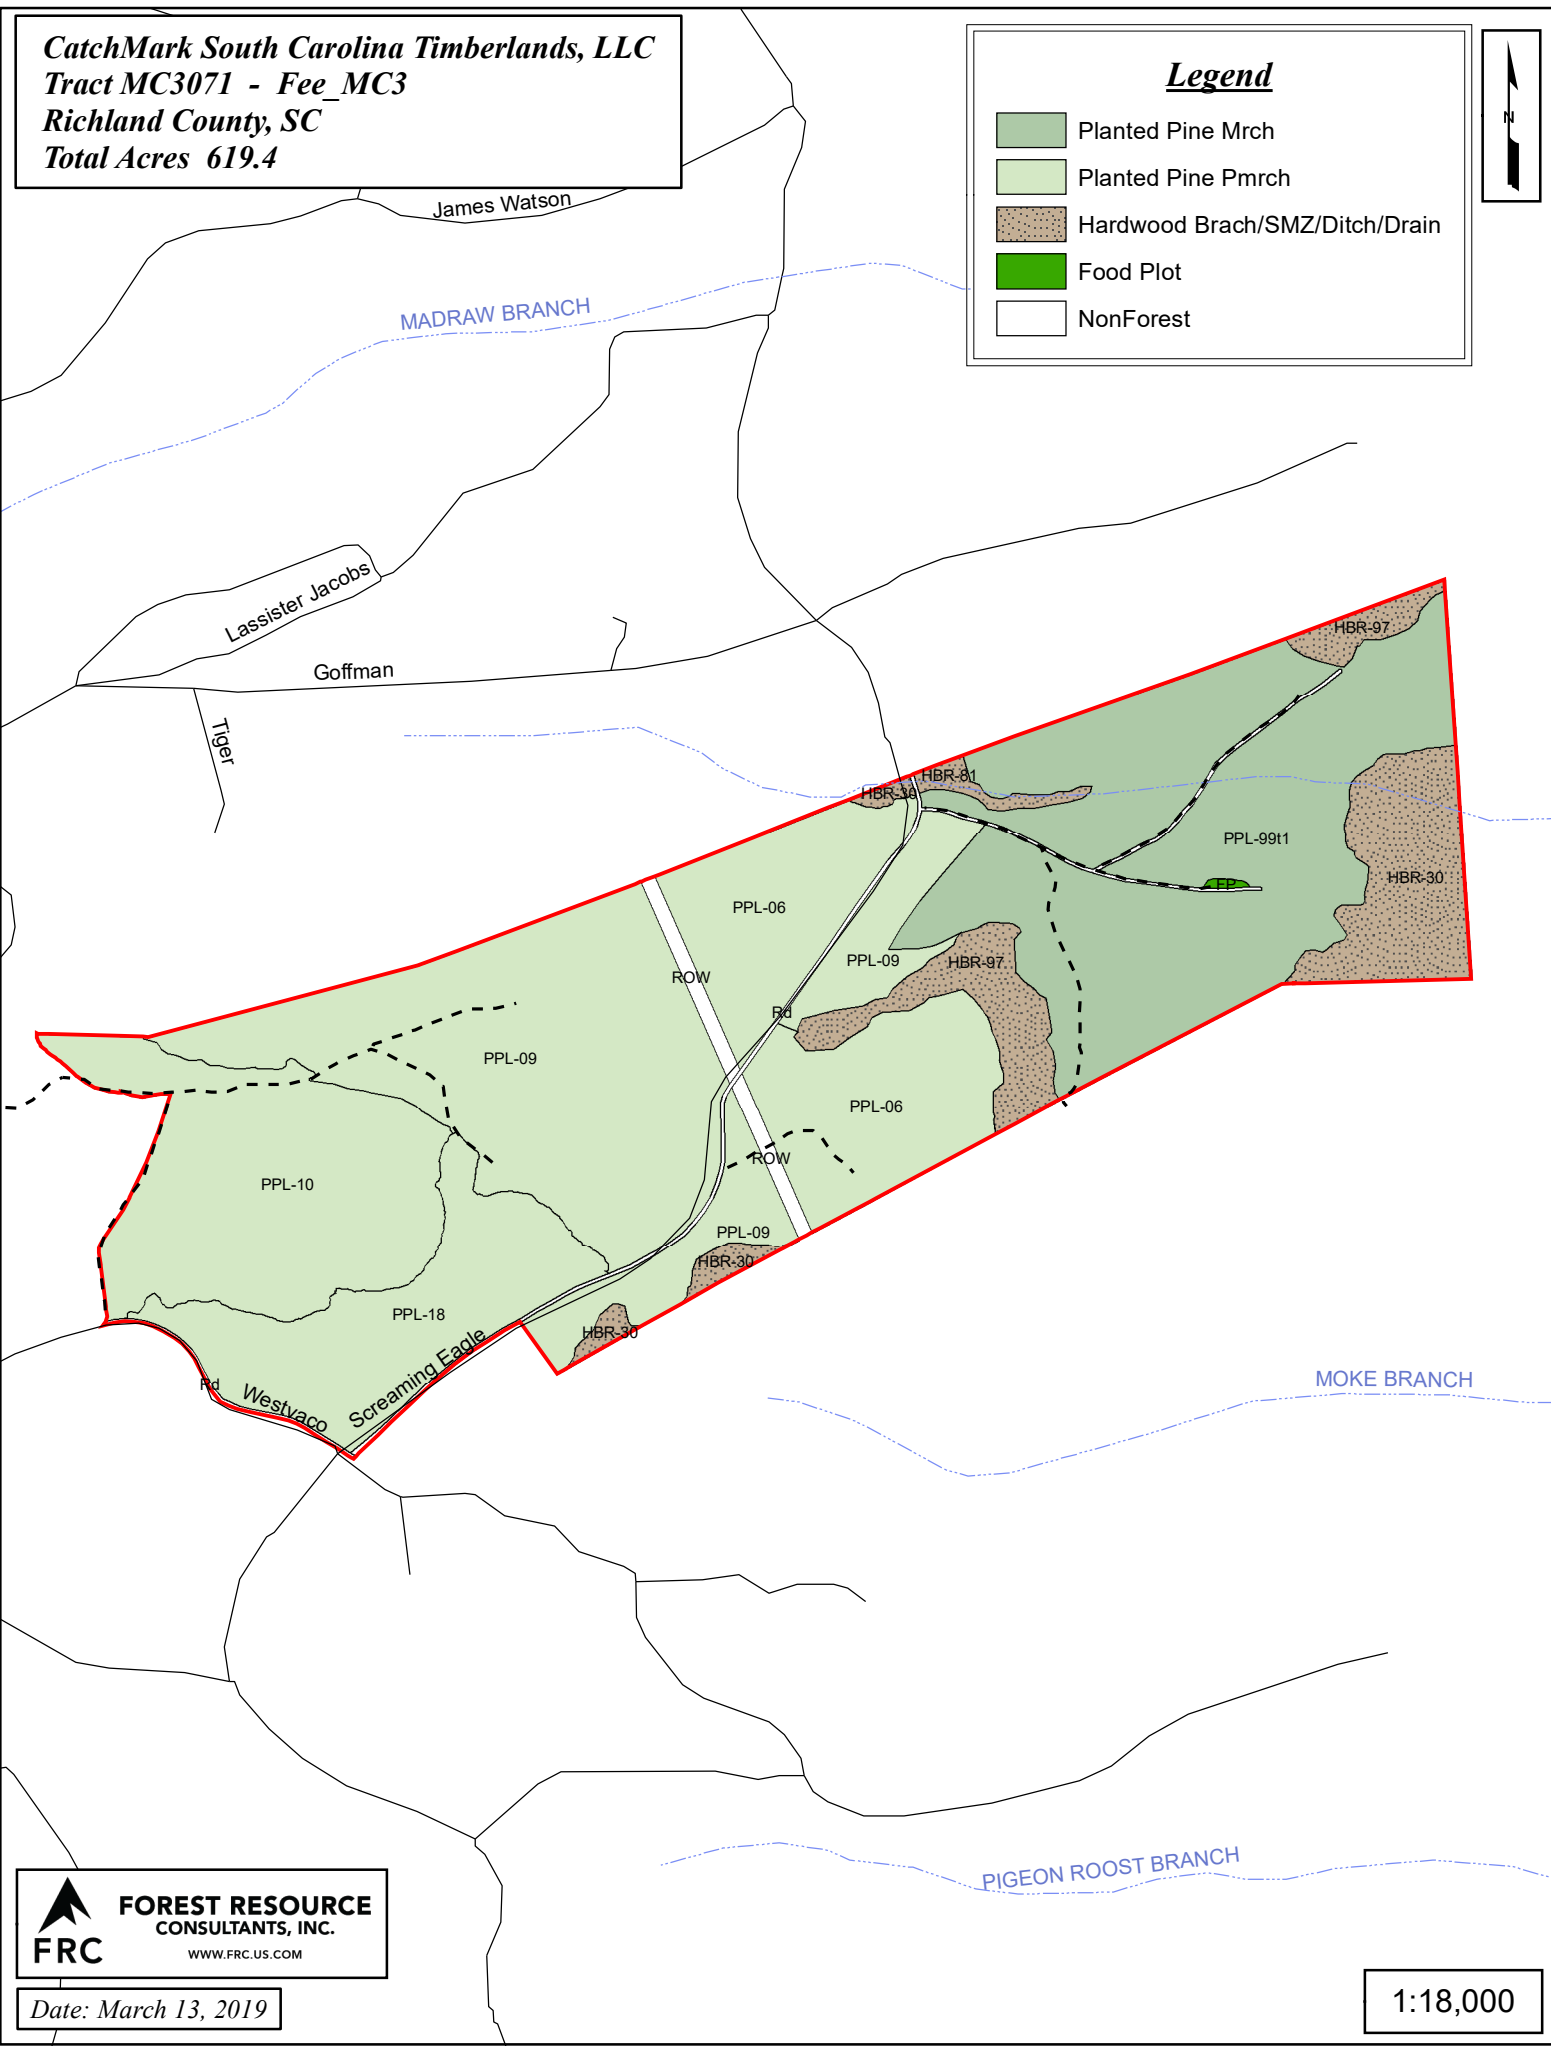 CatchMark South Carolina Timberlands, LLC
Tract MC3071 - Fee_MC3
Richland County, SC
Total Acres 619.4
Legend
Planted Pine Mrch
Planted Pine Pmrch
Hardwood Brach/SMZ/Ditch/Drain
Food Plot
NonForest
N
James Watson
MADRAW BRANCH
Lassister Jacobs
Goffman
Tiger
HBR-97
HBR-81
HBR-30
PPL-99t1
HBR-30
FP
PPL-06
PPL-09
HBR-97
ROW
Rd
PPL-09
PPL-06
ROW
PPL-10
PPL-09
HBR-30
PPL-18
HBR-30
Rd
Westvaco
Screaming Eagle
MOKE BRANCH
PIGEON ROOST BRANCH
FRC
FOREST RESOURCE
CONSULTANTS, INC.
WWW.FRC.US.COM
Date: March 13, 2019
1:18,000